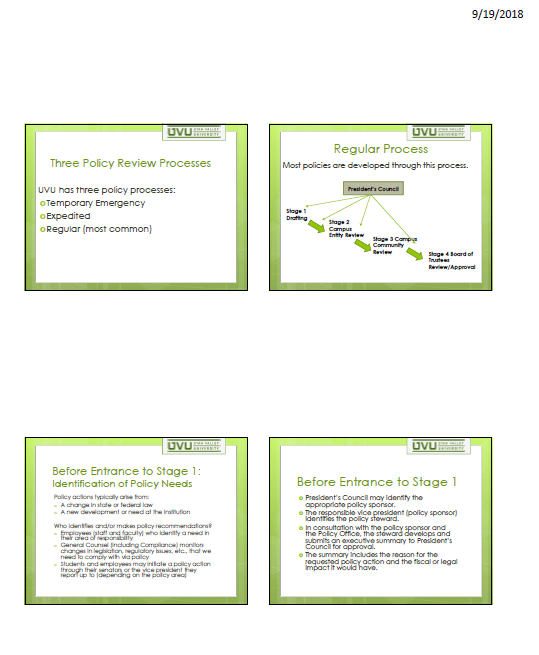 9/19/2018
UVU UTAH VALLEY
UNIVERSITY
Three Policy Review Processes
UVU has three policy processes:
Temporary Emergency
Expedited
Regular (most common)
UVU UTAH VALLEY
UNIVERSITY
Regular Process
Most policies are developed through this process.
President's Council
Stage 1
Drafting
Stage 2
Campus
Entity Review
Stage 3 Campus
Community
Review
Stage 4 Board of
Trustees
Review/Approval
UVU UTAH VALLEY
UNIVERSITY
Before Entrance to Stage 1:
Identification of Policy Needs
Policy actions typically arise from:
A change in state or federal law
A new development or need at the institution
Who identifies and/or makes policy recommendations?
Employees (staff and faculty) who identify a need in
their area of responsibility
General Counsel (including Compliance) monitors
changes in legislation, regulatory issues, etc., that we
need to comply with via policy
Students and employees may initiate a policy action
through their senators or the vice president they
report up to (depending on the policy area)
UVU UTAH VALLEY
UNIVERSITY
Before Entrance to Stage 1
President's Council may identify the
appropriate policy sponsor.
The responsible vice president (policy sponsor)
identifies the policy steward.
In consultation with the policy sponsor and
the Policy Office, the steward develops and
submits an executive summary to President's
Council for approval.
The summary includes the reason for the
requested policy action and the fiscal or legal
impact it would have.